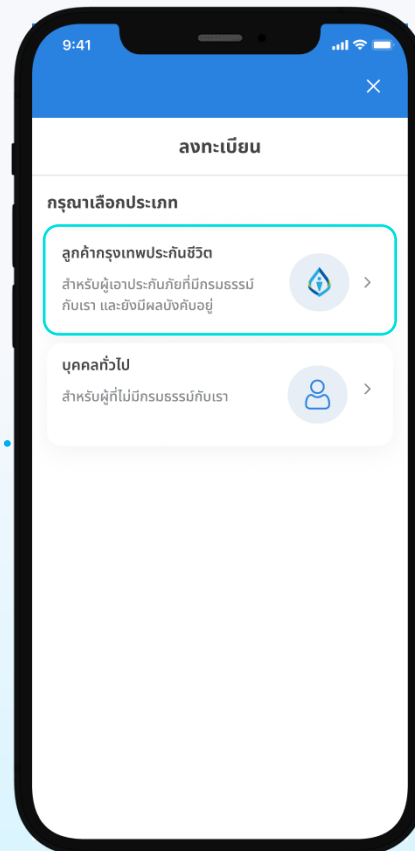 9:41
ลงทะเบียน
กรุณาเลือกประเภท
ลูกค้ากรุงเทพประกันชีวิต
สำหรับผู้เอาประกันภัยที่มีกรมธรรม์
กับเรา และยังมีผลบังคับอยู่
บุคคลทั่วไป
สำหรับผู้ที่ไม่มีกรมธรรม์กับเรา